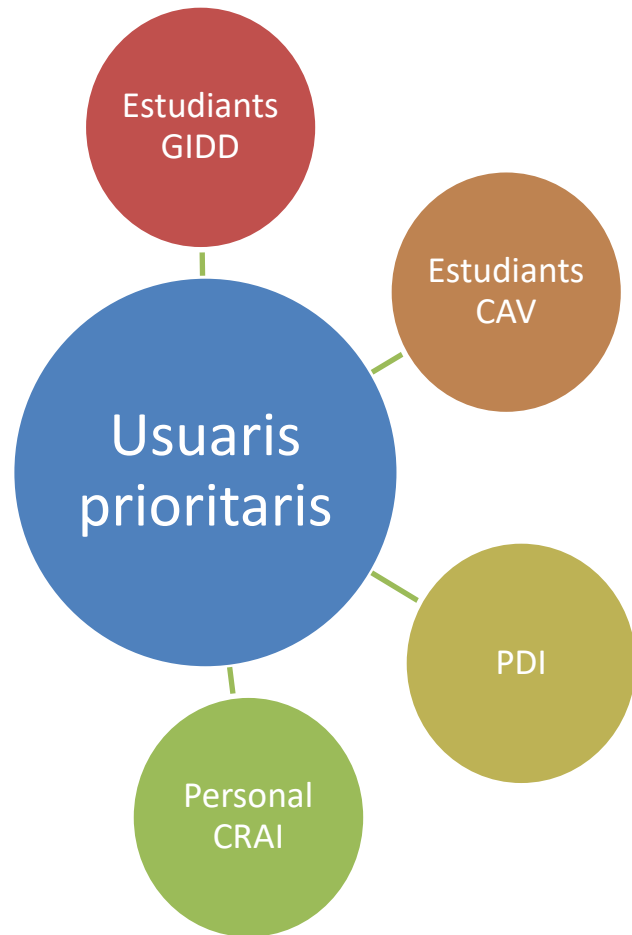 Estudiants
GIDD
Estudiants
CAV
Usuaris
prioritaris
PDI
Personal
CRAI